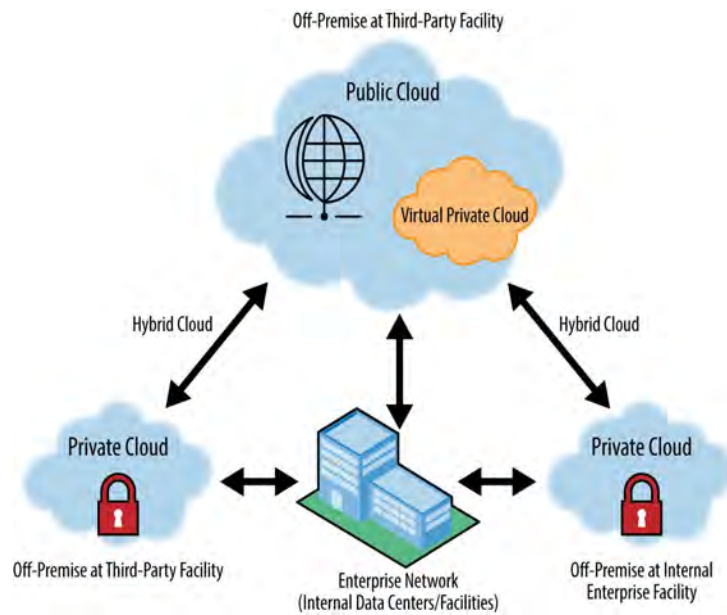 Off-Premise at Third-Party Facility
Public Cloud
Virtual Private Cloud
Hybrid Cloud
Hybrid Cloud
Private Cloud
Private Cloud
Off-Premise at Third-Party Facility
Enterprise Network
(Internal Data Centers/Facilities)
Off-Premise at Internal
Enterprise Facility